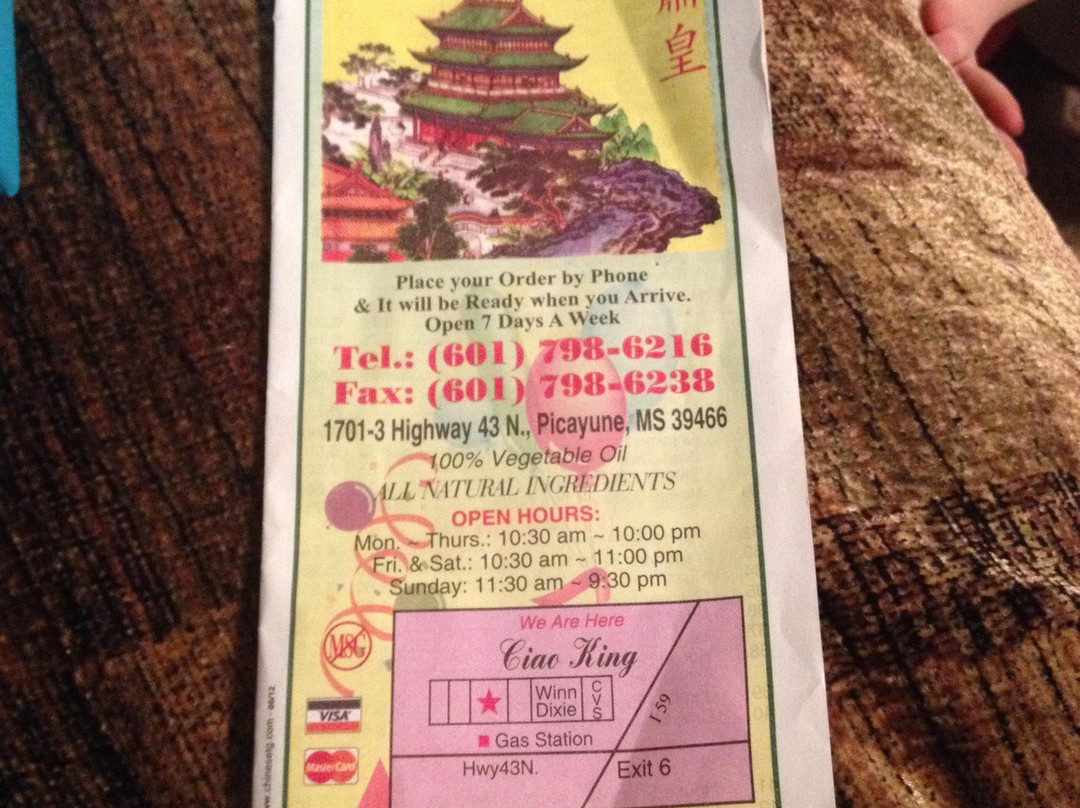 皇
Place your Order by Phone
& It will be Ready when you Arrive.
Open 7 Days A Week
Tel.: (601) 798-6216
Fax: (601) 798-6238
1701-3 Highway 43 N., Picayune, MS 39466
100% Vegetable Oil
ALL NATURAL INGREDIENTS
OPEN HOURS:
Mon. ~ Thurs.: 10:30 am ~ 10:00 pm
Fri. & Sat.: 10:30 am ~ 11:00 pm
Sunday: 11:30 am ~ 9:30 pm
MSG
VISA
MasterCard
We Are Here
Ciao King
Winn Dixie
CVS
I 59
Gas Station
Hwy43N.
Exit 6
w.chinesetg.com - 06/12